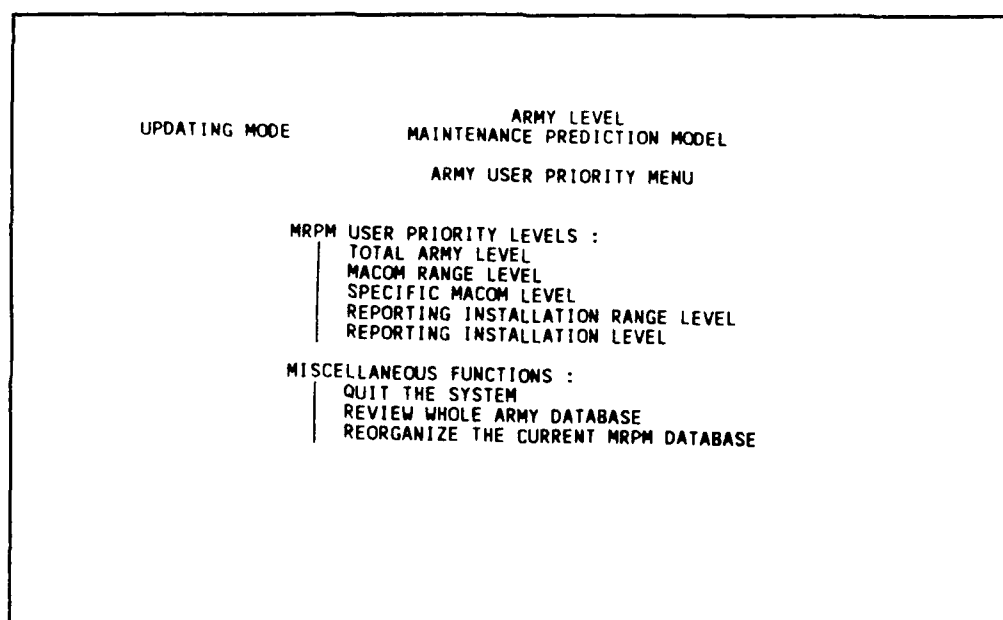 ARMY LEVEL
UPDATING MODE MAINTENANCE PREDICTION MODEL
ARMY USER PRIORITY MENU
MRPM USER PRIORITY LEVELS :
TOTAL ARMY LEVEL
MACOM RANGE LEVEL
SPECIFIC MACOM LEVEL
REPORTING INSTALLATION RANGE LEVEL
REPORTING INSTALLATION LEVEL
MISCELLANEOUS FUNCTIONS :
QUIT THE SYSTEM
REVIEW WHOLE ARMY DATABASE
REORGANIZE THE CURRENT MRPM DATABASE